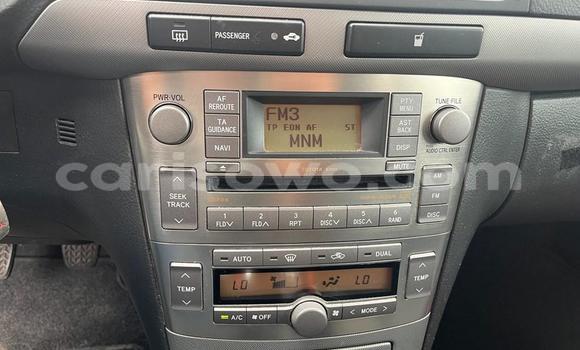 PASSENGER
PWR·VOL
AF REROUTE
TA GUIDANCE
NAVI
FM3
TP EON AF ST
MNM
PTY MENU
AST BACK
DISP
MUTE
TUNE·FILE
AUDIO CTRL ENTER
TOYOTA
carisowo.com
SEEK TRACK
AM
FM
DISC
1 2 3 4 5 6
FLD∨ FLD∧ RPT DISC∨ DISC∧ RAND
AUTO
DUAL
TEMP
LO
LO
TEMP
A/C
OFF
MODE